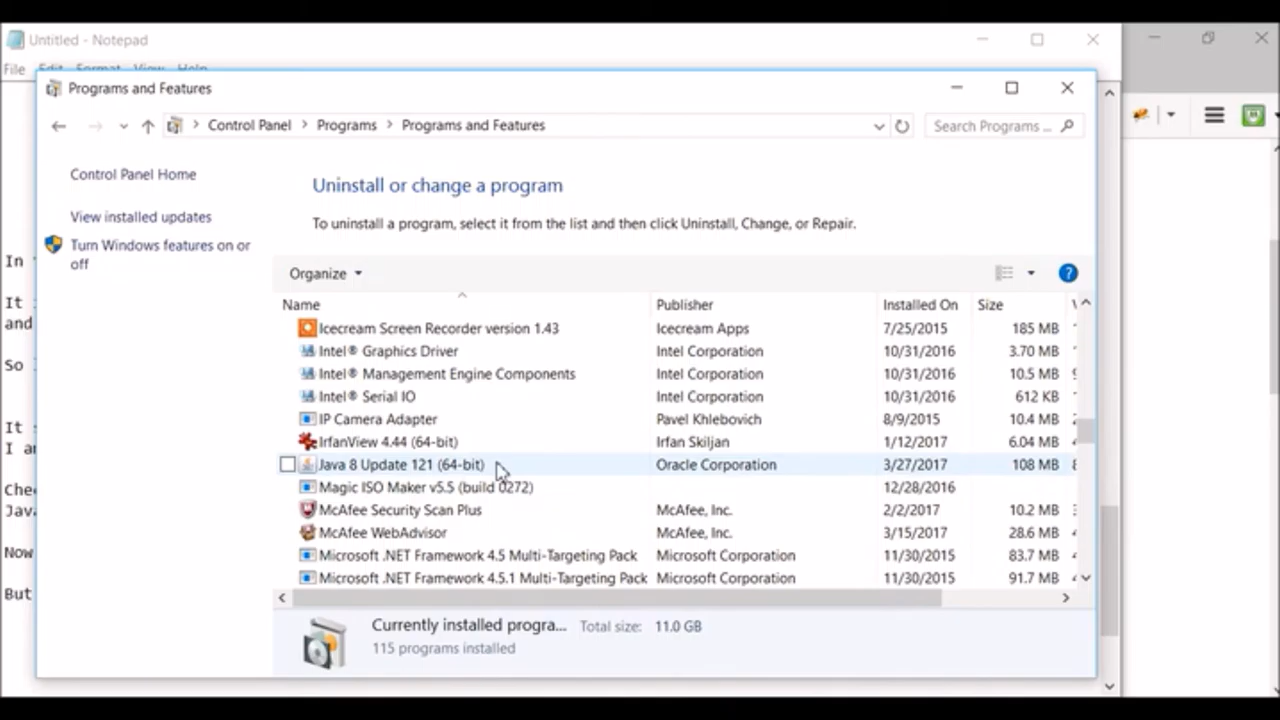 Untitled - Notepad
File Edit Format View Help
Programs and Features
Control Panel > Programs > Programs and Features
Search Programs ...
Control Panel Home
View installed updates
Turn Windows features on or
off
Uninstall or change a program
To uninstall a program, select it from the list and then click Uninstall, Change, or Repair.
Organize
Name Publisher Installed On Size
Icecream Screen Recorder version 1.43 Icecream Apps 7/25/2015 185 MB
Intel® Graphics Driver Intel Corporation 10/31/2016 3.70 MB
Intel® Management Engine Components Intel Corporation 10/31/2016 10.5 MB
Intel® Serial IO Intel Corporation 10/31/2016 612 KB
IP Camera Adapter Pavel Khlebovich 8/9/2015 10.4 MB
IrfanView 4.44 (64-bit) Irfan Skiljan 1/12/2017 6.04 MB
Java 8 Update 121 (64-bit) Oracle Corporation 3/27/2017 108 MB
Magic ISO Maker v5.5 (build 0272) 12/28/2016
McAfee Security Scan Plus McAfee, Inc. 2/2/2017 10.2 MB
McAfee WebAdvisor McAfee, Inc. 3/15/2017 28.6 MB
Microsoft .NET Framework 4.5 Multi-Targeting Pack Microsoft Corporation 11/30/2015 83.7 MB
Microsoft .NET Framework 4.5.1 Multi-Targeting Pack Microsoft Corporation 11/30/2015 91.7 MB
Currently installed progra... Total size: 11.0 GB
115 programs installed
In
It
and
So
It
I
Now
But